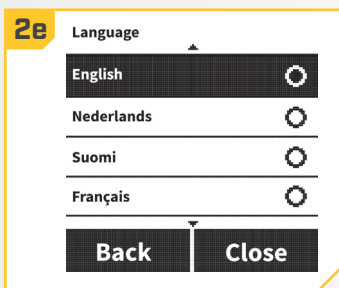 2e
Language
English
Nederlands
Suomi
Français
Back Close